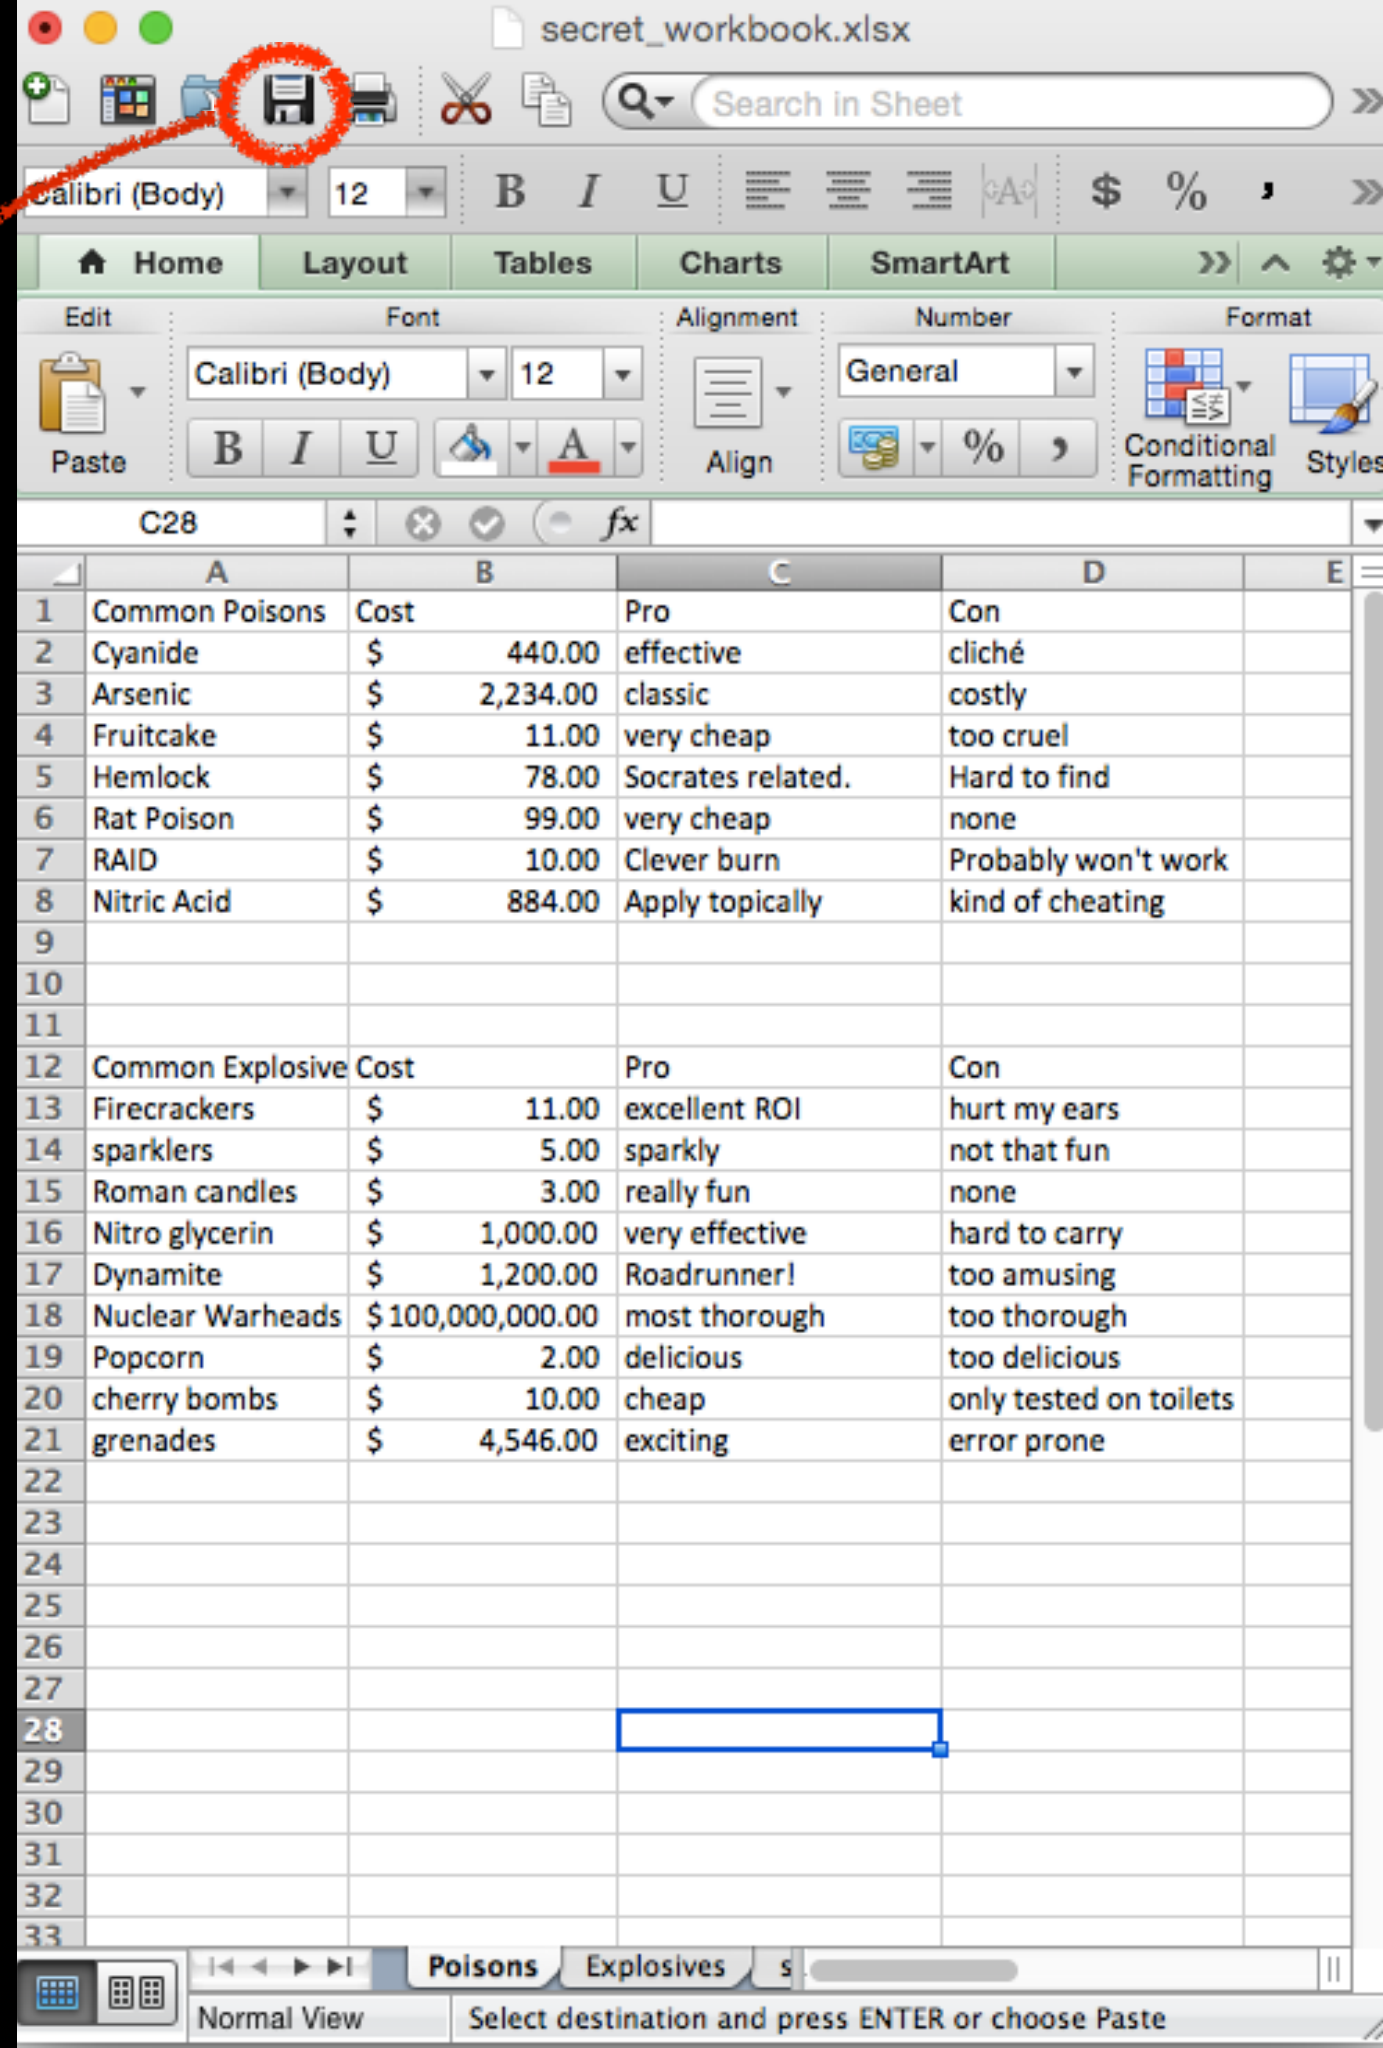 secret_workbook.xlsx
Search in Sheet
Calibri (Body) 12 B I U A $ % ,
Home Layout Tables Charts SmartArt
Edit Font Alignment Number Format
Calibri (Body) 12 General
B I U A % ,
Paste Align Conditional Formatting Styles
C28 fx
A B C D E
1 Common Poisons Cost Pro Con
2 Cyanide $ 440.00 effective cliché
3 Arsenic $ 2,234.00 classic costly
4 Fruitcake $ 11.00 very cheap too cruel
5 Hemlock $ 78.00 Socrates related. Hard to find
6 Rat Poison $ 99.00 very cheap none
7 RAID $ 10.00 Clever burn Probably won't work
8 Nitric Acid $ 884.00 Apply topically kind of cheating
9
10
11
12 Common Explosive Cost Pro Con
13 Firecrackers $ 11.00 excellent ROI hurt my ears
14 sparklers $ 5.00 sparkly not that fun
15 Roman candles $ 3.00 really fun none
16 Nitro glycerin $ 1,000.00 very effective hard to carry
17 Dynamite $ 1,200.00 Roadrunner! too amusing
18 Nuclear Warheads $ 100,000,000.00 most thorough too thorough
19 Popcorn $ 2.00 delicious too delicious
20 cherry bombs $ 10.00 cheap only tested on toilets
21 grenades $ 4,546.00 exciting error prone
22
23
24
25
26
27
28
29
30
31
32
33
Poisons Explosives s
Normal View Select destination and press ENTER or choose Paste